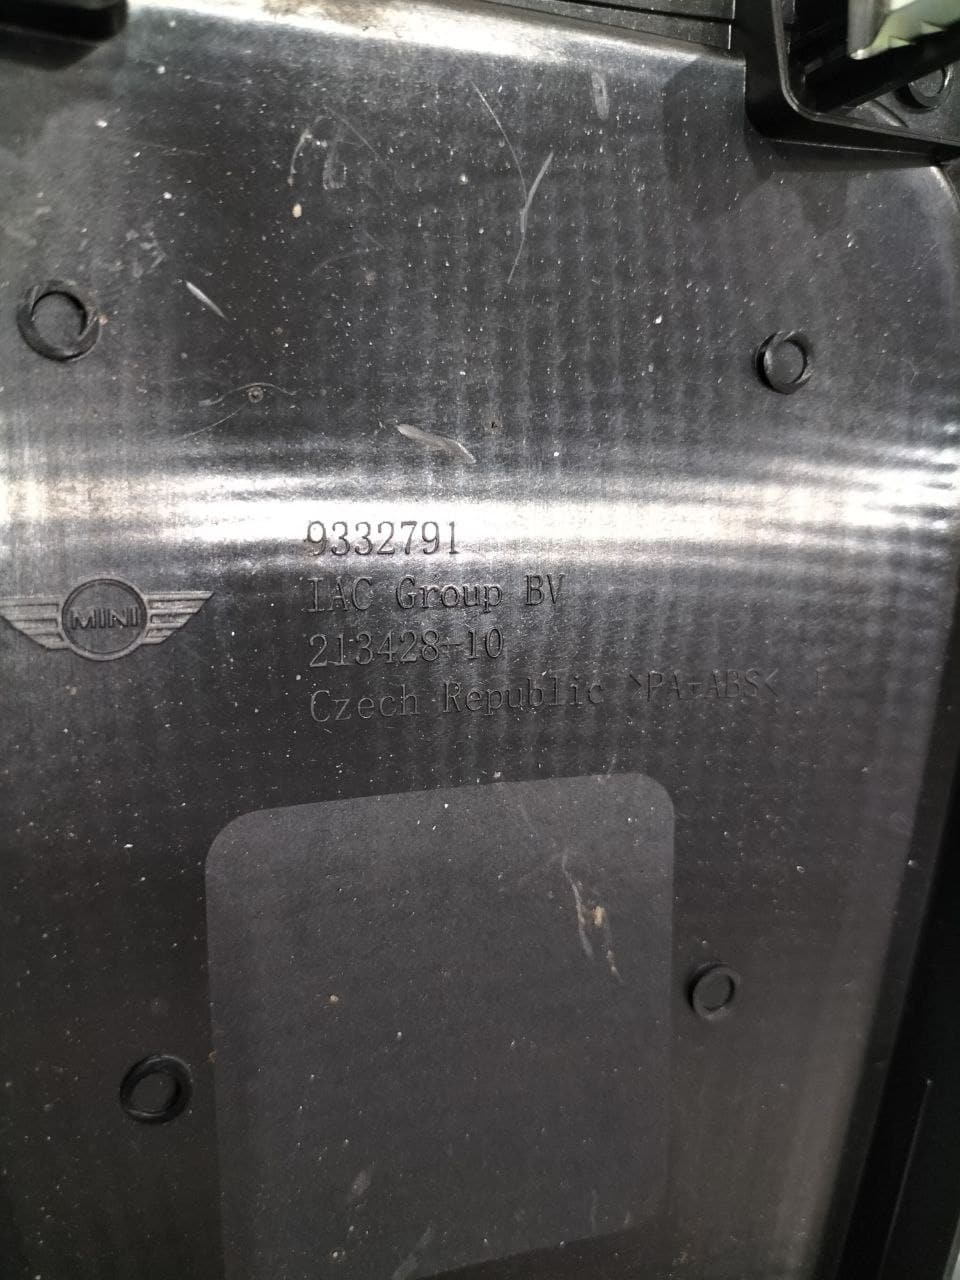 9332791
IAC Group BV
MINI
213428-10
Czech Republic >PA+ABS<